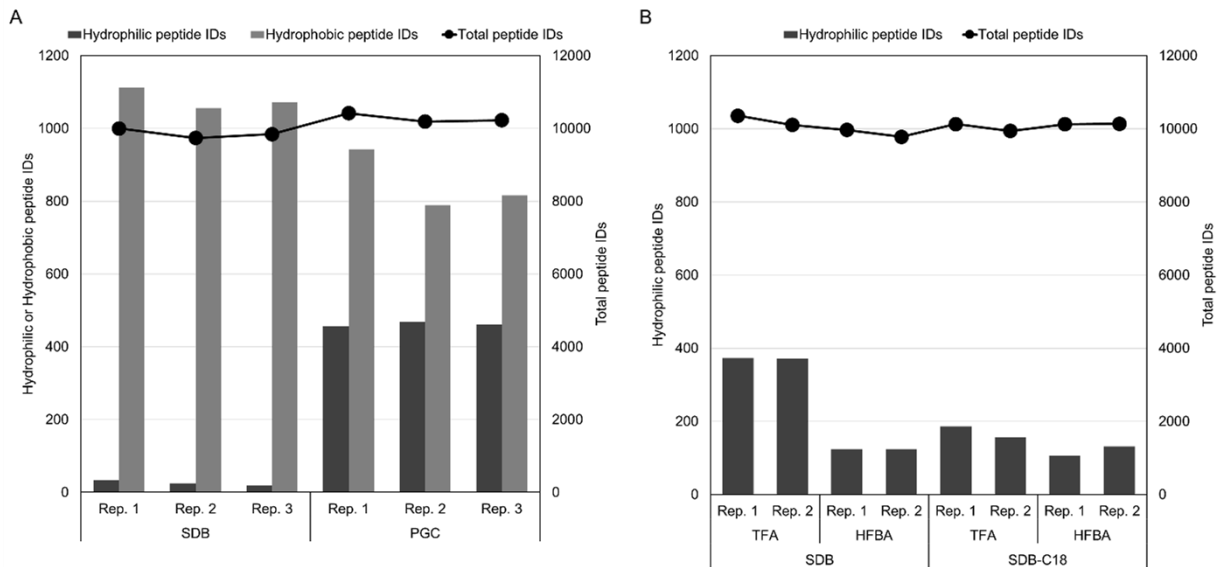 A
Hydrophilic peptide IDs Hydrophobic peptide IDs Total peptide IDs
1200
1000
800
600
400
200
0
Hydrophilic or Hydrophobic peptide IDs
12000
10000
8000
6000
4000
2000
0
Total peptide IDs
Rep. 1 Rep. 2 Rep. 3 Rep. 1 Rep. 2 Rep. 3
SDB PGC
B
Hydrophilic peptide IDs Total peptide IDs
1200
1000
800
600
400
200
0
Hydrophilic peptide IDs
12000
10000
8000
6000
4000
2000
0
Total peptide IDs
Rep. 1 Rep. 2 Rep. 1 Rep. 2 Rep. 1 Rep. 2 Rep. 1 Rep. 2
TFA HFBA TFA HFBA
SDB SDB-C18